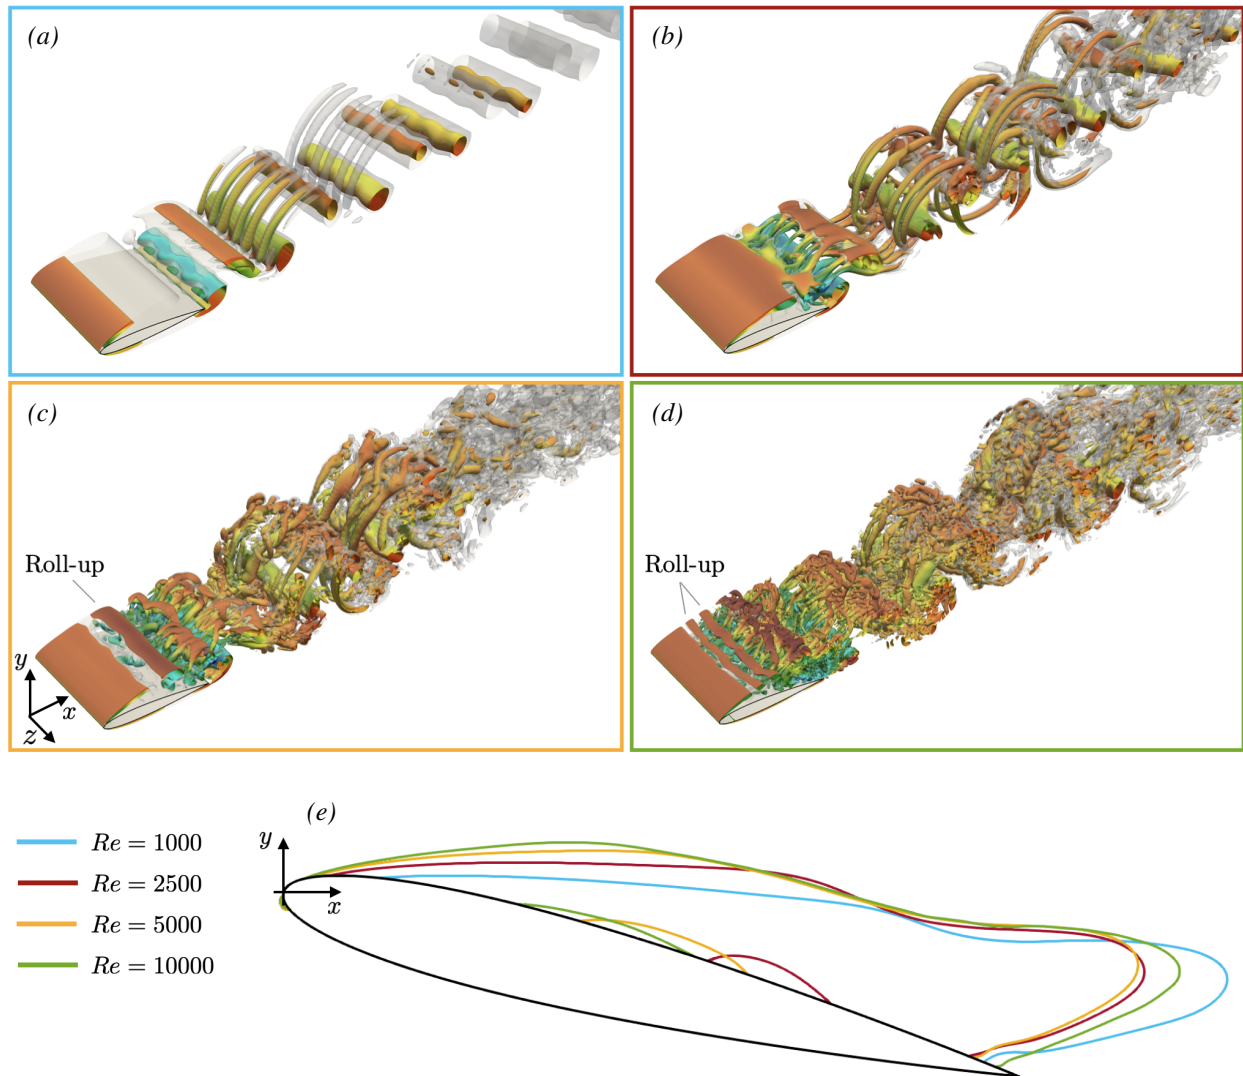 (a)
(b)
(c)
Roll-up
y
x
z
(d)
Roll-up
(e)
y
x
Re = 1000
Re = 2500
Re = 5000
Re = 10000